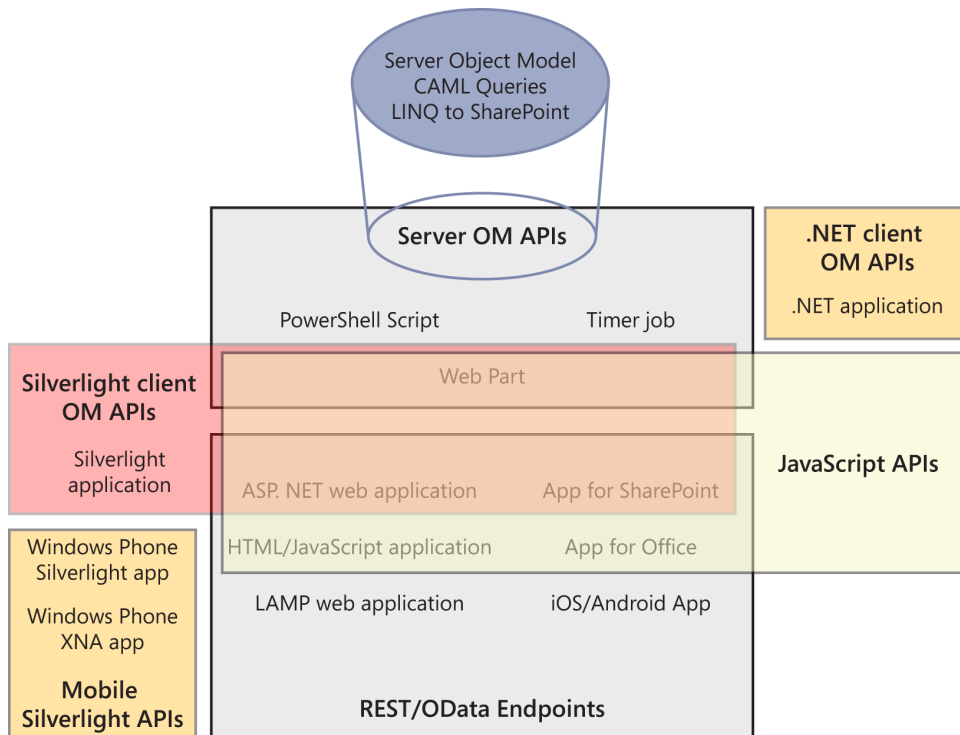 Server Object Model
CAML Queries
LINQ to SharePoint
Server OM APIs
.NET client
OM APIs
.NET application
PowerShell Script
Timer job
Web Part
Silverlight client
OM APIs
Silverlight
application
JavaScript APIs
ASP. NET web application
App for SharePoint
HTML/JavaScript application
App for Office
LAMP web application
iOS/Android App
Windows Phone
Silverlight app
Windows Phone
XNA app
Mobile
Silverlight APIs
REST/OData Endpoints